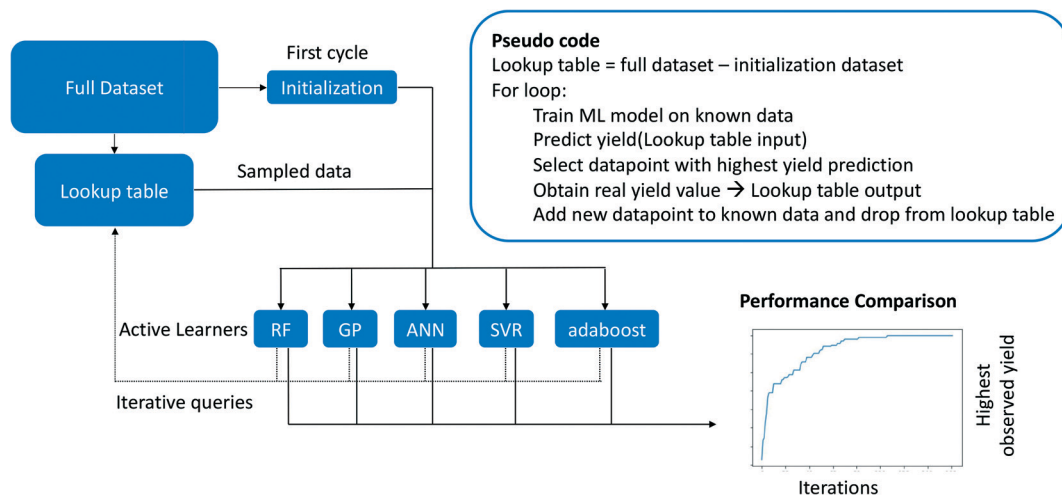 First cycle
Full Dataset
Initialization
Lookup table
Sampled data
Pseudo code
Lookup table = full dataset – initialization dataset
For loop:
Train ML model on known data
Predict yield(Lookup table input)
Select datapoint with highest yield prediction
Obtain real yield value → Lookup table output
Add new datapoint to known data and drop from lookup table
Active Learners
RF
GP
ANN
SVR
adaboost
Iterative queries
Performance Comparison
Highest
observed yield
Iterations